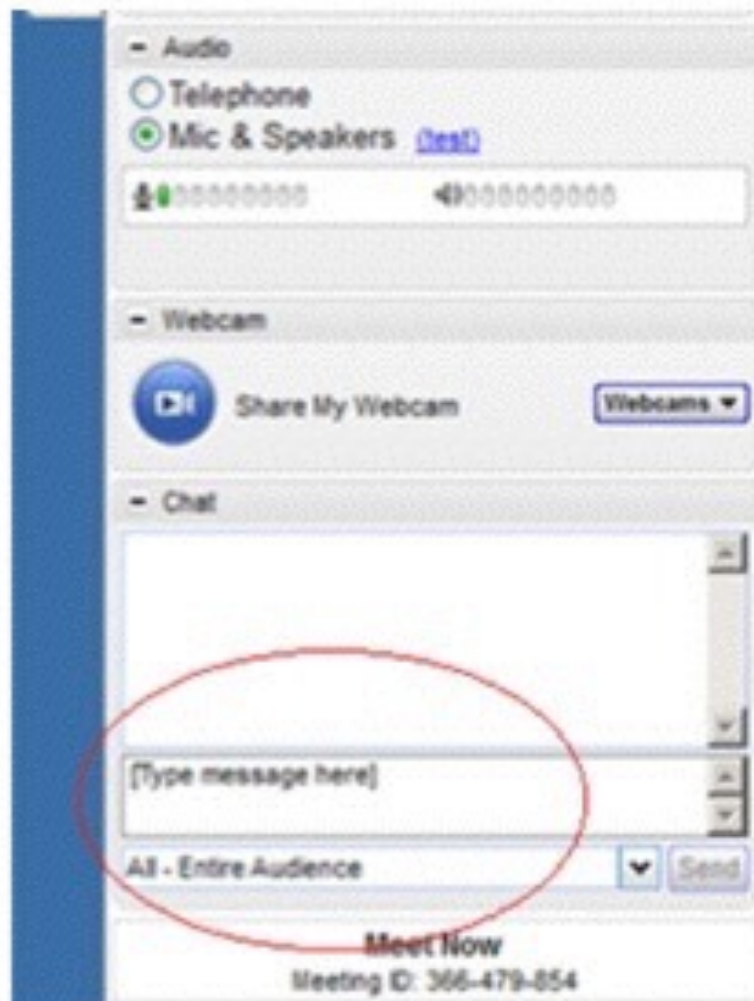 - Audio
Telephone
Mic & Speakers (test)
- Webcam
Share My Webcam Webcams
- Chat
[Type message here]
All - Entire Audience Send
Meet Now
Meeting ID: 366-479-854